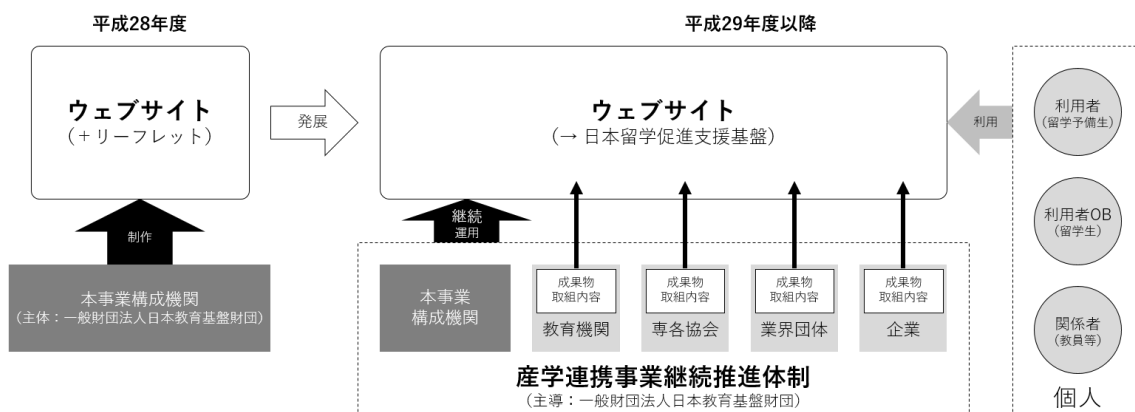 平成28年度
平成29年度以降
ウェブサイト
(+リーフレット)
発展
ウェブサイト
(→ 日本留学促進支援基盤)
利用
利用者
(留学予備生)
利用者OB
(留学生)
関係者
(教員等)
個人
制作
継続
運用
本事業構成機関
(主体:一般財団法人日本教育基盤財団)
本事業
構成機関
成果物
取組内容
教育機関
成果物
取組内容
専各協会
成果物
取組内容
業界団体
成果物
取組内容
企業
産学連携事業継続推進体制
(主導:一般財団法人日本教育基盤財団)